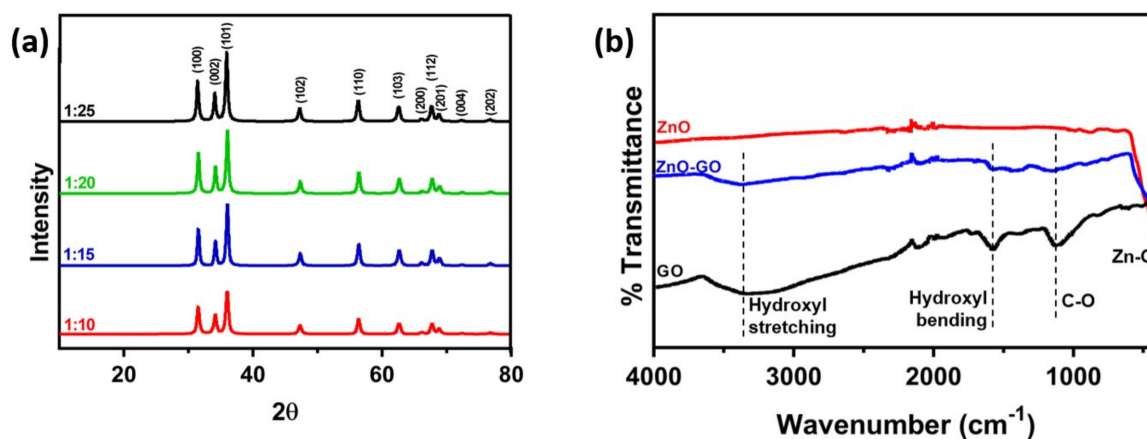 (a)
Intensity
1:25
1:20
1:15
1:10
(100)
(002)
(101)
(102)
(110)
(103)
(200)
(112)
(201)
(004)
(202)
20
40
60
80
2θ
(b)
% Transmittance
ZnO
ZnO-GO
GO
Hydroxyl
stretching
Hydroxyl
bending
C-O
4000
3000
2000
1000
Wavenumber (cm⁻¹)